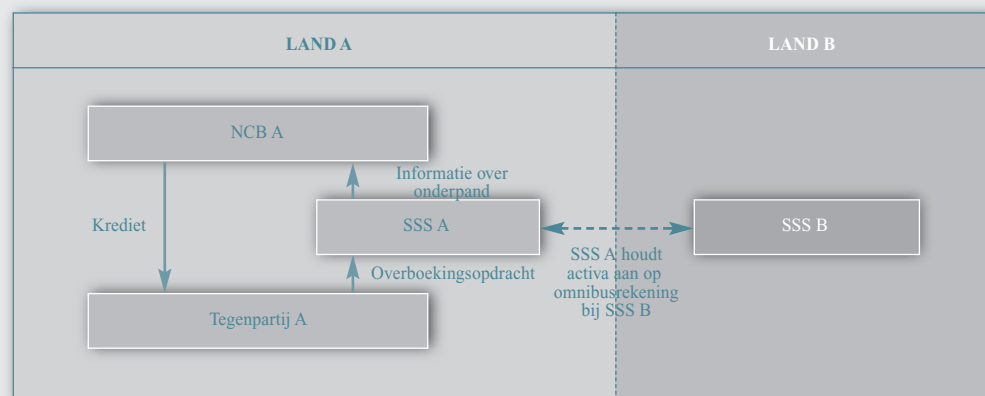 LAND A
LAND B
NCB A
Informatie over
onderpand
Krediet
SSS A
SSS B
Overboekingsopdracht
SSS A houdt
activa aan op
omnibusrekening
bij SSS B
Tegenpartij A